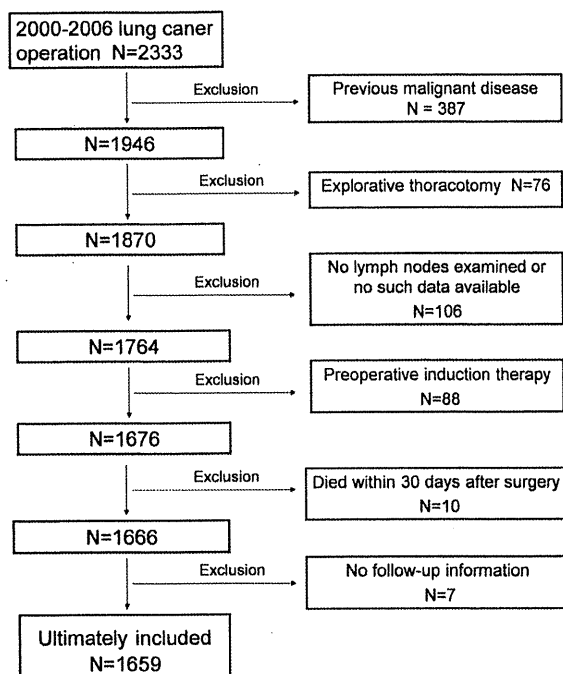 2000-2006 lung caner
operation N=2333
Exclusion
Previous malignant disease
N = 387
N=1946
Exclusion
Explorative thoracotomy N=76
N=1870
Exclusion
No lymph nodes examined or
no such data available
N=106
N=1764
Exclusion
Preoperative induction therapy
N=88
N=1676
Exclusion
Died within 30 days after surgery
N=10
N=1666
Exclusion
No follow-up information
N=7
Ultimately included
N=1659